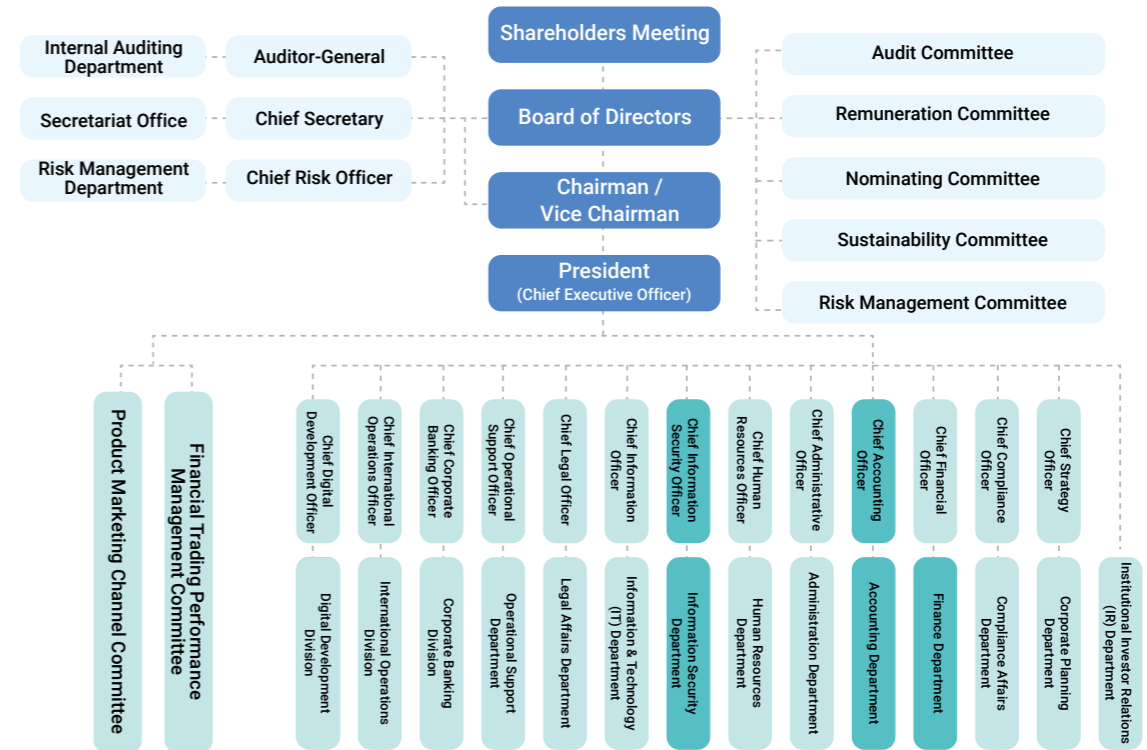 Shareholders Meeting
Internal Auditing
Department
Auditor-General
Audit Committee
Secretariat Office
Chief Secretary
Board of Directors
Remuneration Committee
Risk Management
Department
Chief Risk Officer
Chairman /
Vice Chairman
Nominating Committee
Sustainability Committee
President
(Chief Executive Officer)
Risk Management Committee
Product Marketing Channel Committee
Financial Trading Performance
Management Committee
Chief Digital
Development Officer
Chief International
Operations Officer
Chief Corporate
Banking Officer
Chief Operational
Support Officer
Chief Legal Officer
Chief Information
Officer
Chief Information
Security Officer
Chief Human
Resources Officer
Chief Administrative
Officer
Chief Accounting
Officer
Chief Financial
Officer
Chief Compliance
Officer
Chief Strategy
Officer
Digital Development
Division
International Operations
Division
Corporate Banking
Division
Operational Support
Department
Legal Affairs Department
Information & Technology
(IT) Department
Information Security
Department
Human Resources
Department
Administration Department
Accounting Department
Finance Department
Compliance Affairs
Department
Corporate Planning
Department
Institutional Investor Relations
(IR) Department